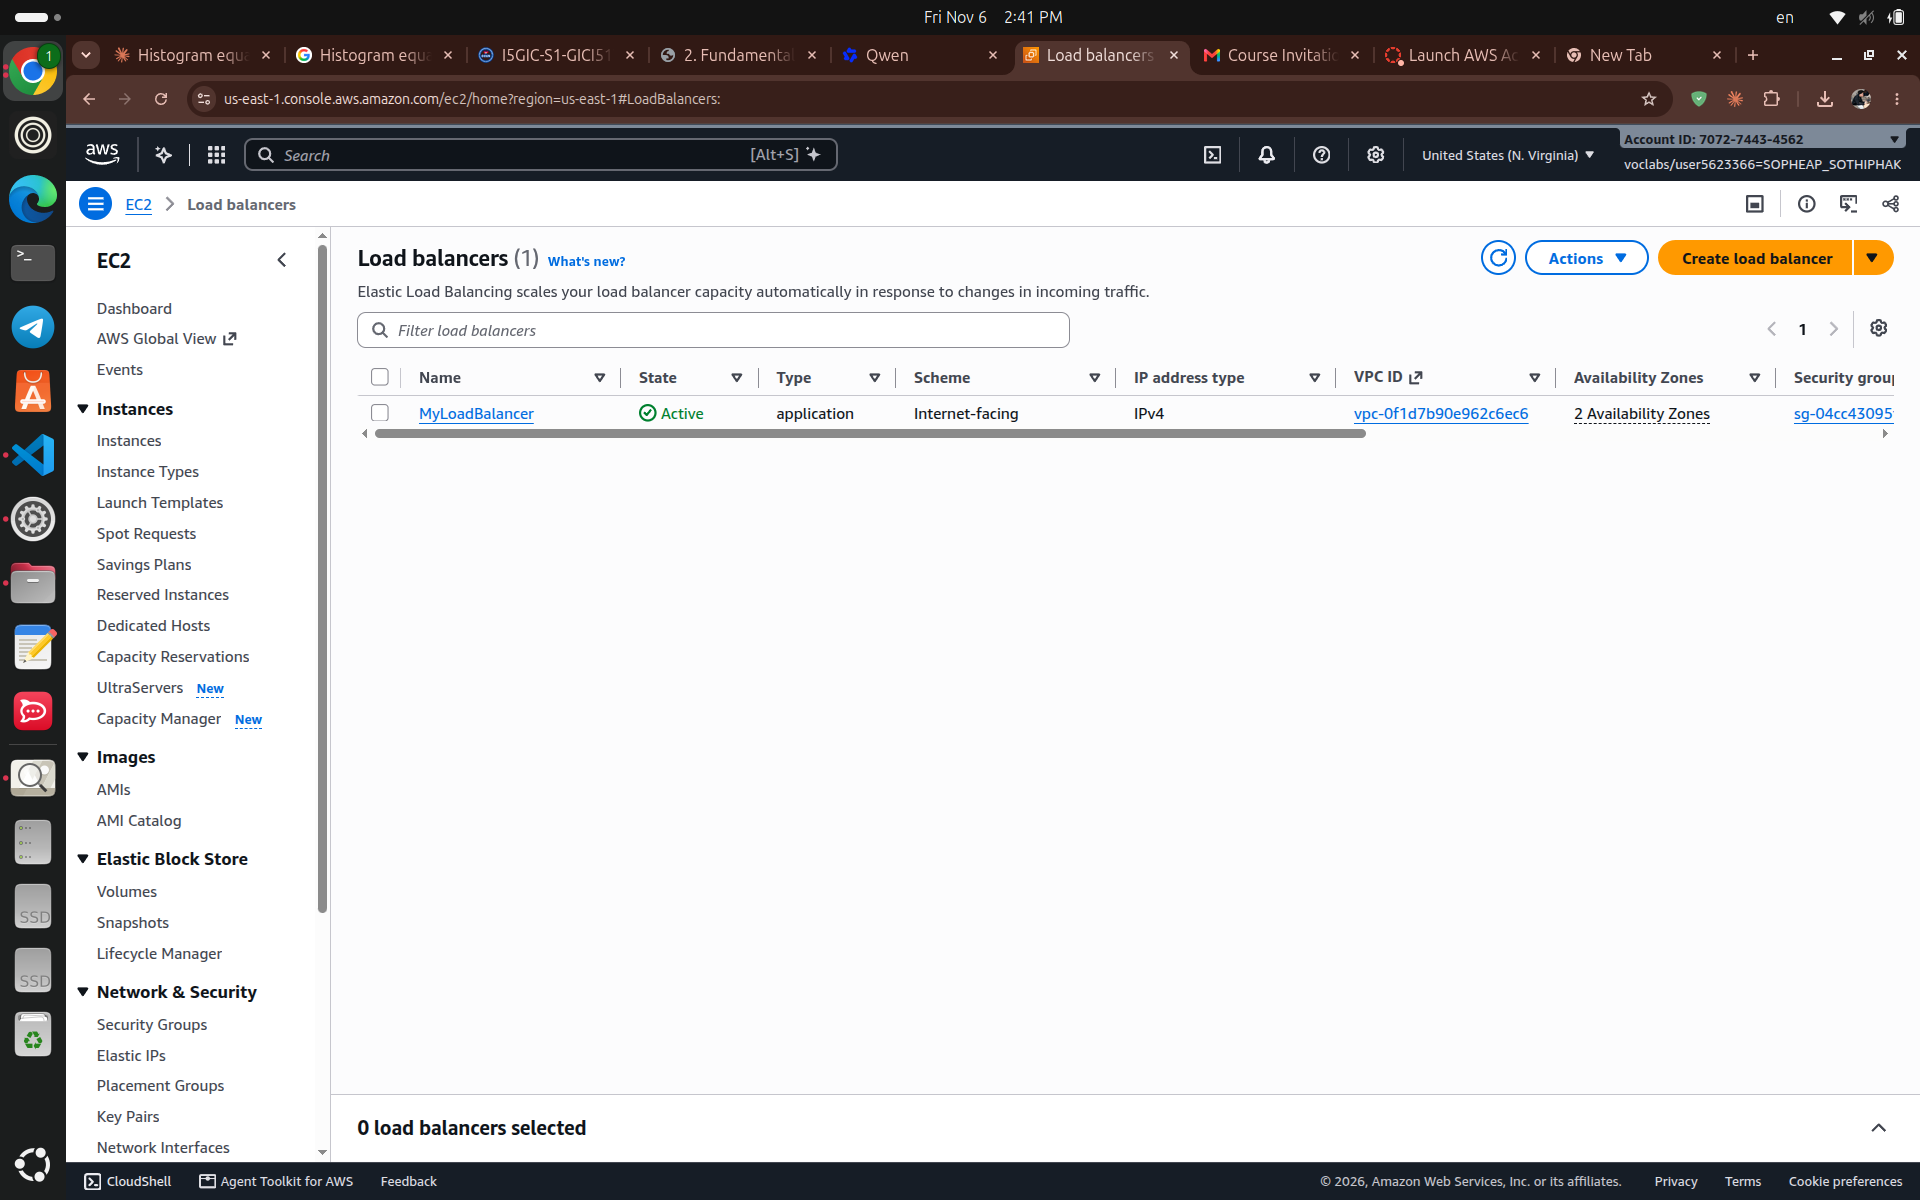 Fri Nov 6 2:41 PM
en
1
Histogram equ
Histogram equ
I5GIC-S1-GICI51
2. Fundamental
Qwen
Load balancers
Course Invitatio
Launch AWS Ac
New Tab
us-east-1.console.aws.amazon.com/ec2/home?region=us-east-1#LoadBalancers:
aws
Search
[Alt+S]
United States (N. Virginia)
Account ID: 7072-7443-4562
voclabs/user5623366=SOPHEAP_SOTHIPHAK
EC2
Load balancers
EC2
Dashboard
AWS Global View
Events
Instances
Instances
Instance Types
Launch Templates
Spot Requests
Savings Plans
Reserved Instances
Dedicated Hosts
Capacity Reservations
UltraServers New
Capacity Manager New
Images
AMIs
AMI Catalog
Elastic Block Store
Volumes
Snapshots
Lifecycle Manager
Network & Security
Security Groups
Elastic IPs
Placement Groups
Key Pairs
Network Interfaces
Load balancers (1) What's new?
Actions
Create load balancer
Elastic Load Balancing scales your load balancer capacity automatically in response to changes in incoming traffic.
Filter load balancers
1
Name State Type Scheme IP address type VPC ID Availability Zones Security group
MyLoadBalancer Active application Internet-facing IPv4 vpc-0f1d7b90e962c6ec6 2 Availability Zones sg-04cc43095
0 load balancers selected
SSD
SSD
CloudShell
Agent Toolkit for AWS
Feedback
© 2026, Amazon Web Services, Inc. or its affiliates.
Privacy
Terms
Cookie preferences